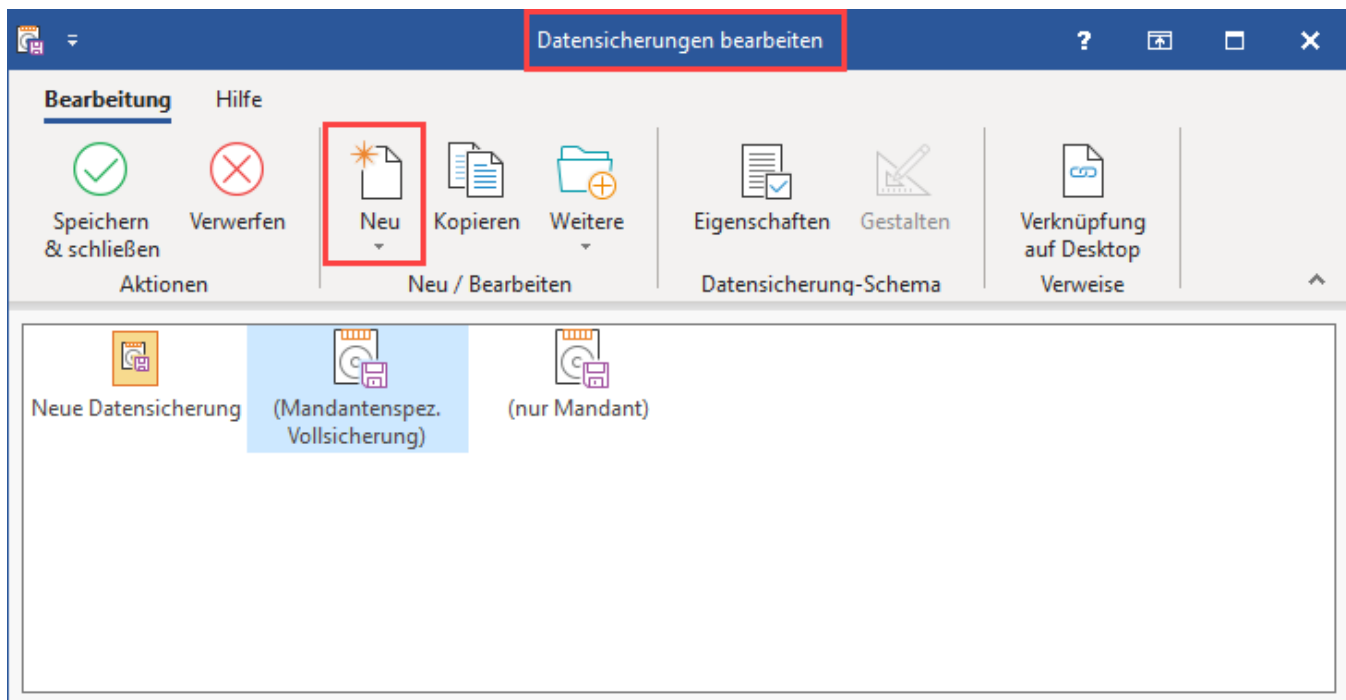 Datensicherungen bearbeiten ?
Bearbeitung Hilfe
Speichern & schließen
Verwerfen
Neu
Kopieren
Weitere
Eigenschaften
Gestalten
Verknüpfung
auf Desktop
Aktionen
Neu / Bearbeiten
Datensicherung-Schema
Verweise
Neue Datensicherung
(Mandantenspez.
Vollsicherung)
(nur Mandant)